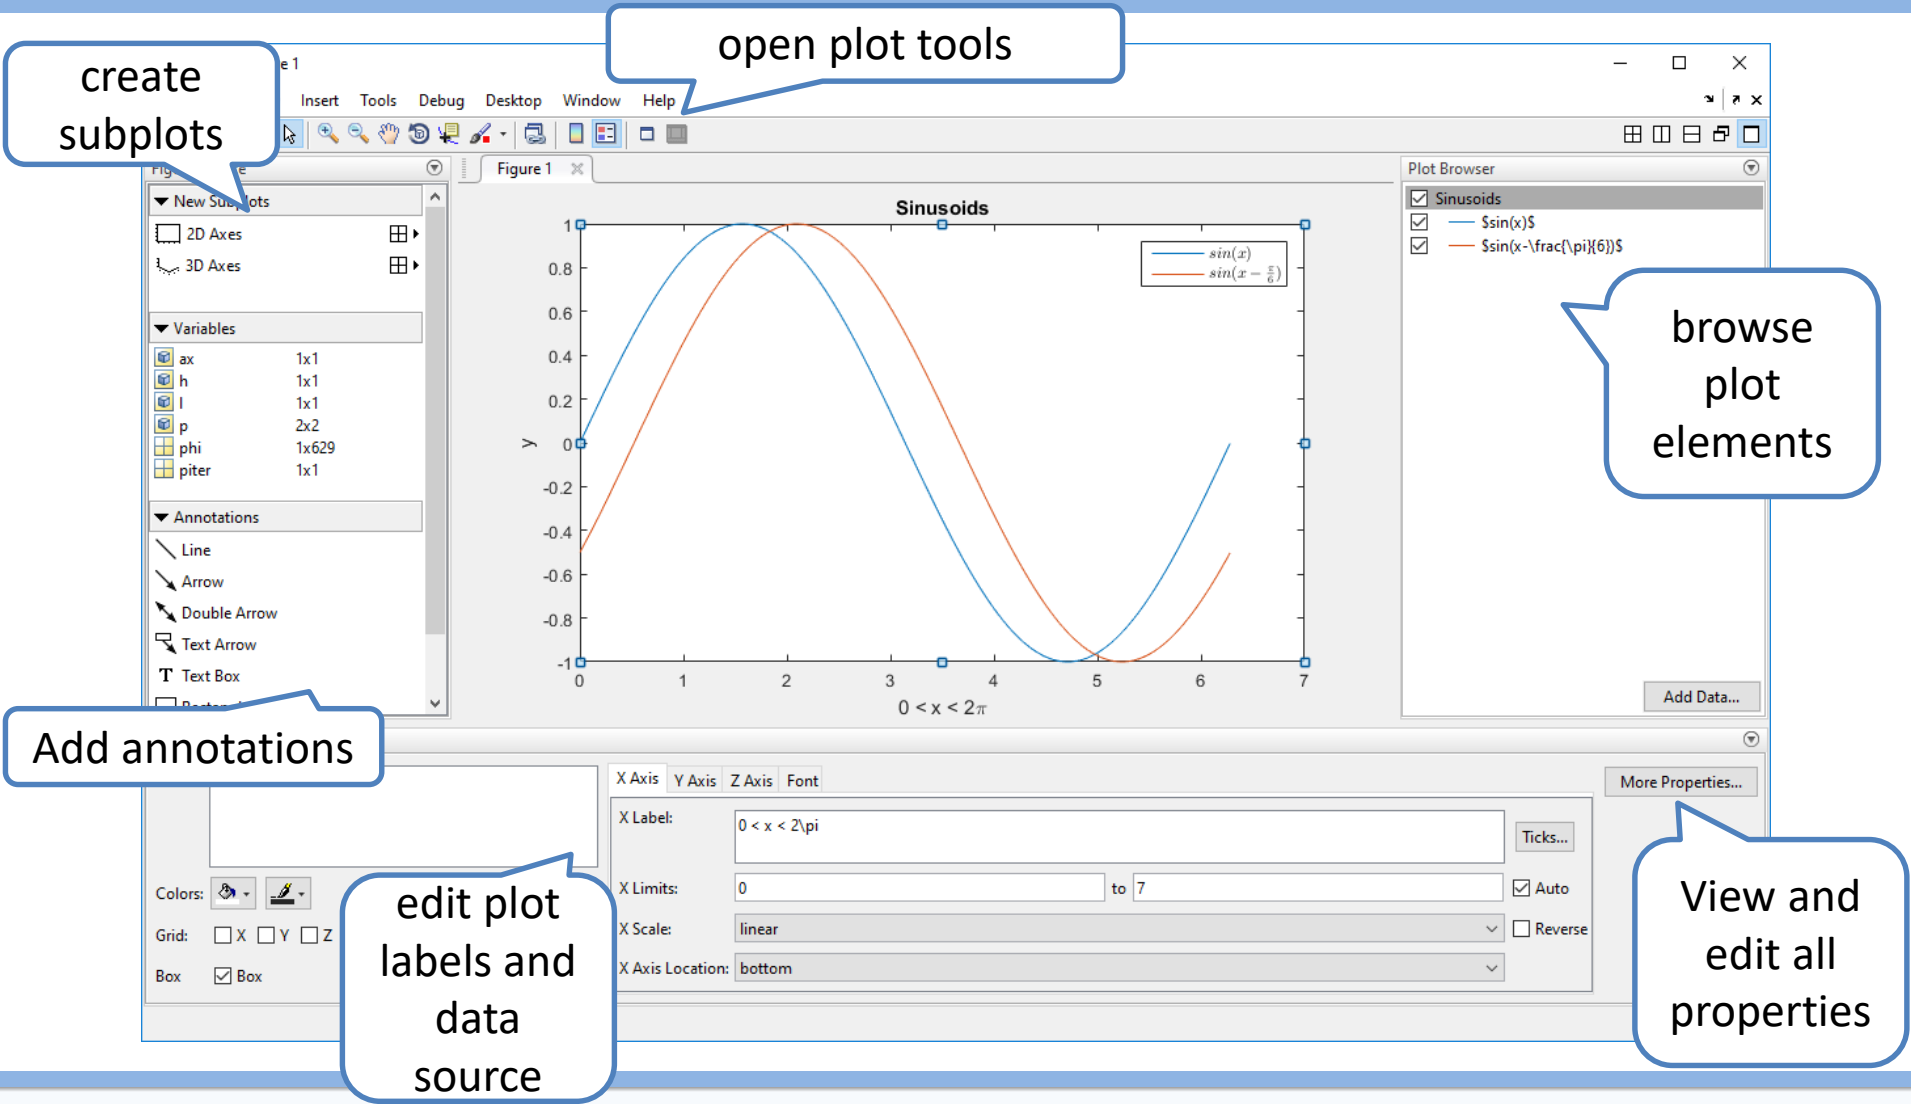 open plot tools
create
subplots
e 1
Insert Tools Debug Desktop Window Help
Figure 1
Plot Browser
New Subplots
2D Axes
3D Axes
Variables
ax 1x1
h 1x1
l 1x1
p 2x2
phi 1x629
piter 1x1
Annotations
Line
Arrow
Double Arrow
Text Arrow
T Text Box
Sinusoids
sin(x)
sin(x − π/6)
1
0.8
0.6
0.4
0.2
0
-0.2
-0.4
-0.6
-0.8
-1
y
0 1 2 3 4 5 6 7
0 < x < 2π
Sinusoids
$sin(x)$
$sin(x-\frac{\pi}{6})$
browse
plot
elements
Add Data...
Add annotations
X Axis Y Axis Z Axis Font
More Properties...
X Label: 0 < x < 2\pi
Ticks...
Colors:
X Limits: 0 to 7 Auto
Grid: X Y Z
X Scale: linear Reverse
Box Box
X Axis Location: bottom
edit plot
labels and
data
source
View and
edit all
properties